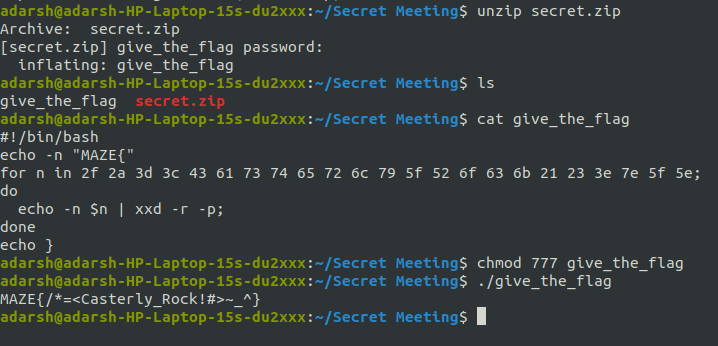 adarsh@adarsh-HP-Laptop-15s-du2xxx:~/Secret Meeting$ unzip secret.zip
Archive:  secret.zip
[secret.zip] give_the_flag password:
  inflating: give_the_flag
adarsh@adarsh-HP-Laptop-15s-du2xxx:~/Secret Meeting$ ls
give_the_flag  secret.zip
adarsh@adarsh-HP-Laptop-15s-du2xxx:~/Secret Meeting$ cat give_the_flag
#!/bin/bash
echo -n "MAZE{"
for n in 2f 2a 3d 3c 43 61 73 74 65 72 6c 79 5f 52 6f 63 6b 21 23 3e 7e 5f 5e;
do
  echo -n $n | xxd -r -p;
done
echo }
adarsh@adarsh-HP-Laptop-15s-du2xxx:~/Secret Meeting$ chmod 777 give_the_flag
adarsh@adarsh-HP-Laptop-15s-du2xxx:~/Secret Meeting$ ./give_the_flag
MAZE{/*=<Casterly_Rock!#>~_^}
adarsh@adarsh-HP-Laptop-15s-du2xxx:~/Secret Meeting$